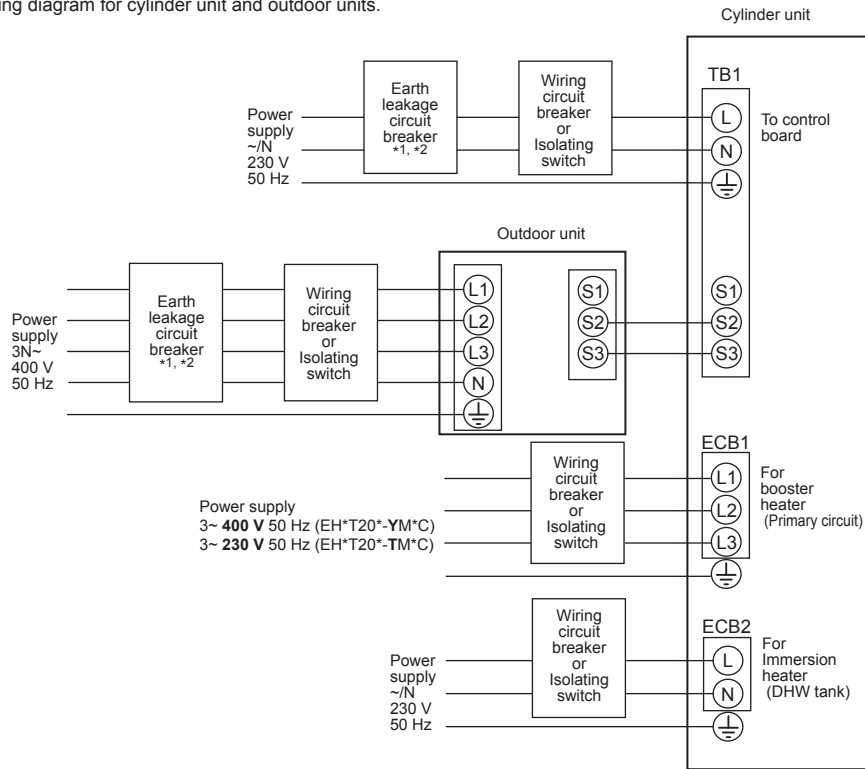 ing diagram for cylinder unit and outdoor units.
Cylinder unit
Power
supply
~/N
230 V
50 Hz
Earth
leakage
circuit
breaker
*1, *2
Wiring
circuit
breaker
or
Isolating
switch
TB1
L
N
To control
board
Outdoor unit
Power
supply
3N~
400 V
50 Hz
Earth
leakage
circuit
breaker
*1, *2
Wiring
circuit
breaker
or
Isolating
switch
L1
L2
L3
N
S1
S2
S3
S1
S2
S3
Power supply
3~ 400 V 50 Hz (EH*T20*-YM*C)
3~ 230 V 50 Hz (EH*T20*-TM*C)
Wiring
circuit
breaker
or
Isolating
switch
ECB1
L1
L2
L3
For
booster
heater
(Primary circuit)
Power
supply
~/N
230 V
50 Hz
Wiring
circuit
breaker
or
Isolating
switch
ECB2
L
N
For
Immersion
heater
(DHW tank)